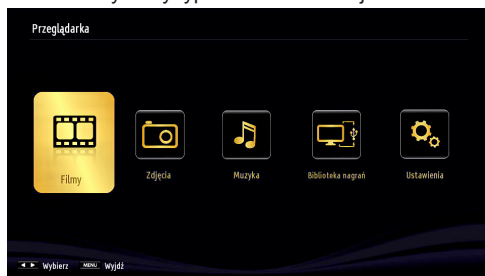 Przeglądarka
Filmy
Zdjęcia
Muzyka
Biblioteka nagrań
Ustawienia
Wybierz MENU Wyjdź